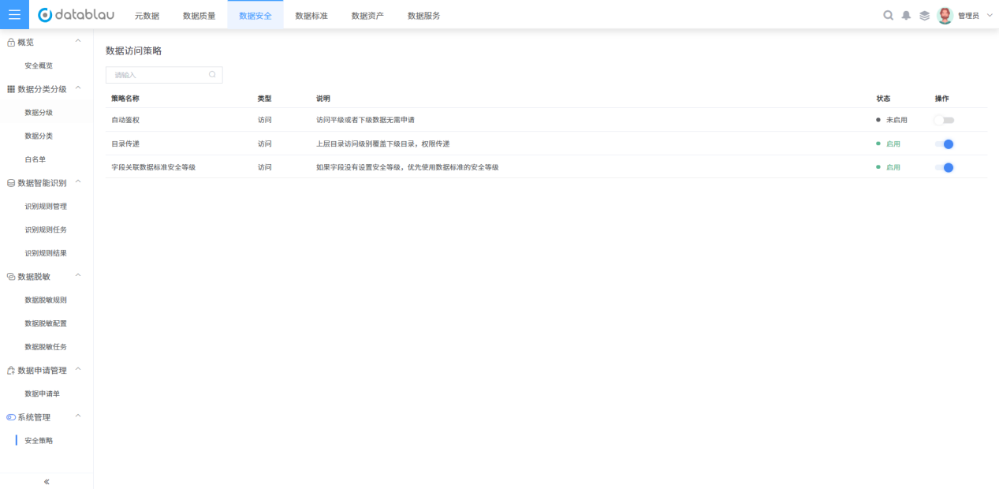 datablau 元数据 数据质量 数据安全 数据标准 数据资产 数据服务 管理员
概览
安全概览
数据分类分级
数据分级
数据分类
白名单
数据智能识别
识别规则管理
识别规则任务
识别规则结果
数据脱敏
数据脱敏规则
数据脱敏配置
数据脱敏任务
数据申请管理
数据申请单
系统管理
安全策略
数据访问策略
请输入
策略名称 类型 说明 状态 操作
自动鉴权 访问 访问平级或者下级数据无需申请 未启用
目录传递 访问 上层目录访问级别覆盖下级目录，权限传递 启用
字段关联数据标准安全等级 访问 如果字段没有设置安全等级，优先使用数据标准的安全等级 启用